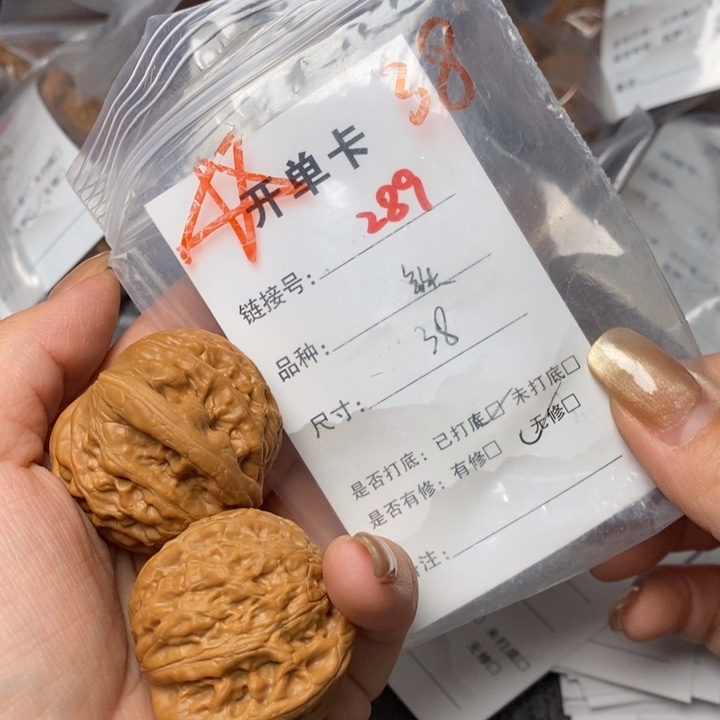 38
开单卡
链接号： 289
品种：
尺寸： 38
是否打底：已打底☑ 未打底□
是否有修：有修□ 无修□
注：